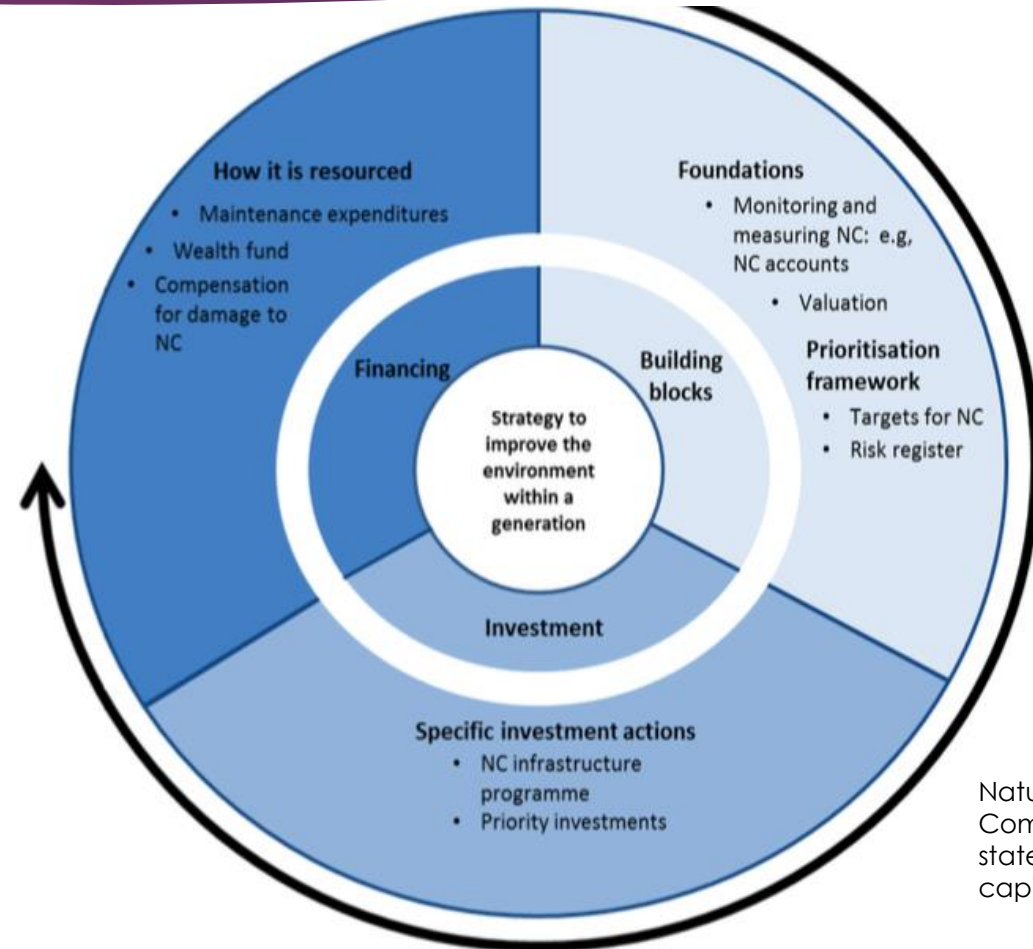 How it is resourced
• Maintenance expenditures
• Wealth fund
• Compensation
for damage to
NC
Foundations
• Monitoring and
measuring NC: e.g,
NC accounts
• Valuation
Prioritisation
framework
• Targets for NC
• Risk register
Financing
Building
blocks
Strategy to
improve the
environment
within a
generation
Investment
Specific investment actions
• NC infrastructure
programme
• Priority investments